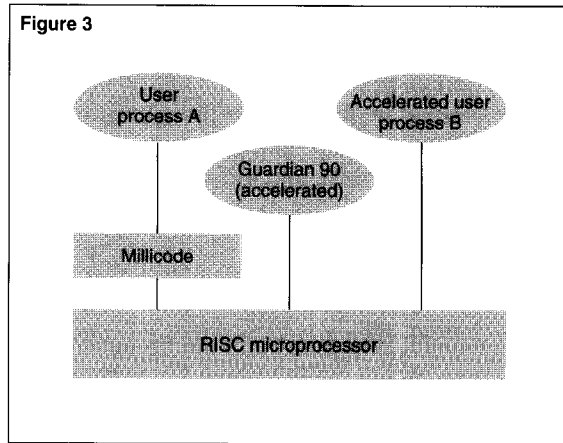 Figure 3
User
process A
Accelerated user
process B
Guardian 90
(accelerated)
Millicode
RISC microprocessor